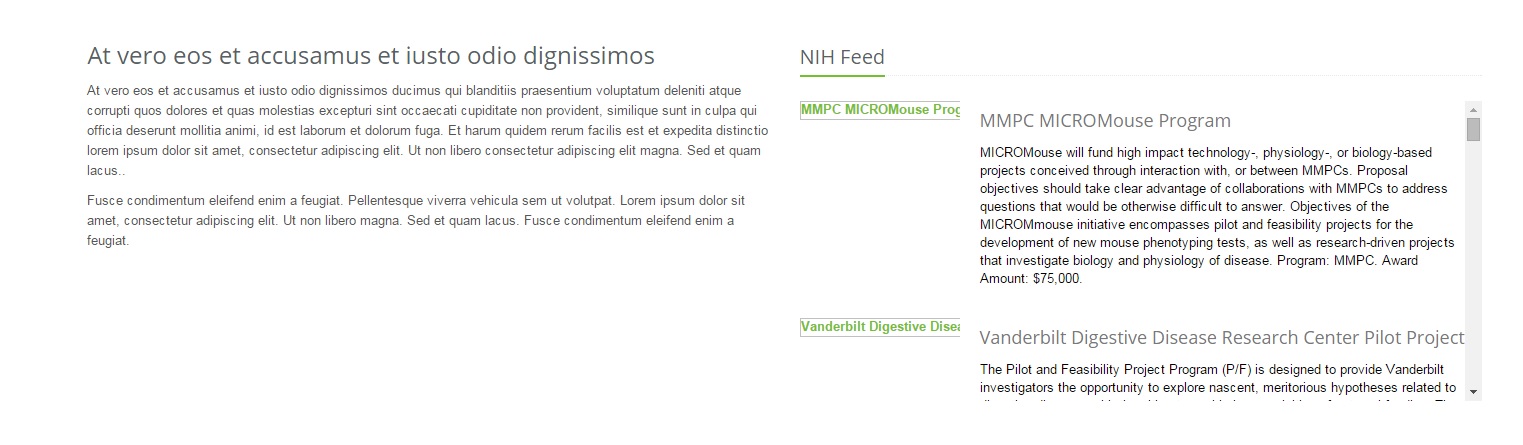 At vero eos et accusamus et iusto odio dignissimos
At vero eos et accusamus et iusto odio dignissimos ducimus qui blanditiis praesentium voluptatum deleniti atque
corrupti quos dolores et quas molestias excepturi sint occaecati cupiditate non provident, similique sunt in culpa qui
officia deserunt mollitia animi, id est laborum et dolorum fuga. Et harum quidem rerum facilis est et expedita distinctio
lorem ipsum dolor sit amet, consectetur adipiscing elit. Ut non libero consectetur adipiscing elit magna. Sed et quam
lacus..
Fusce condimentum eleifend enim a feugiat. Pellentesque viverra vehicula sem ut volutpat. Lorem ipsum dolor sit
amet, consectetur adipiscing elit. Ut non libero magna. Sed et quam lacus. Fusce condimentum eleifend enim a
feugiat.
NIH Feed
MMPC MICROMouse Prog
MMPC MICROMouse Program
MICROMouse will fund high impact technology-, physiology-, or biology-based
projects conceived through interaction with, or between MMPCs. Proposal
objectives should take clear advantage of collaborations with MMPCs to address
questions that would be otherwise difficult to answer. Objectives of the
MICROMmouse initiative encompasses pilot and feasibility projects for the
development of new mouse phenotyping tests, as well as research-driven projects
that investigate biology and physiology of disease. Program: MMPC. Award
Amount: $75,000.
Vanderbilt Digestive Disea
Vanderbilt Digestive Disease Research Center Pilot Project
The Pilot and Feasibility Project Program (P/F) is designed to provide Vanderbilt
investigators the opportunity to explore nascent, meritorious hypotheses related to